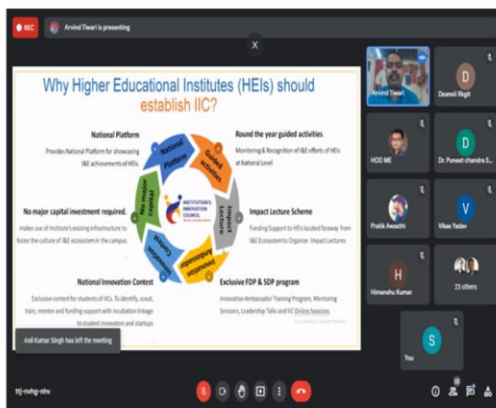 REC
Arvind Tiwari is presenting
X
Why Higher Educational Institutes (HEIs) should
establish IIC?
National Platform
Provides National Platform for showcasing
I&E achievements of HEIs.
Round the year guided activities
Monitoring & Recognition of I&E efforts of HEIs
at National Level
No major capital investment required.
makes use of Institute's existing infrastructure to
foster the culture of I&E ecosystem in the campus
Impact Lecture Scheme
Funding Support to HEIs located faraway from
I&E Ecosystem to Organize Impact Lectures
National Innovation Contest
Exclusive contest for students of IICs. To identify, scout,
train, mentor and funding support with incubation linkage
to student innovators and startups
Exclusive FDP & SDP program
Innovation Ambassador Training Program, Mentoring
Sessions, Leadership Talks and IIC Online Sessions
National
Platform
Guided
activities
Impact
Lecture
Innovation
Ambassador
Innovation
Contest
No major
capital
INSTITUTION'S
INNOVATION
COUNCIL
Anil Kumar Singh has left the meeting
Arvind Tiwari
D
Deansii Rkgit
HOD ME
D
Dr. Puneet chandra S...
Pratik Awasthi
V
Vikas Yadav
H
Himanshu Kumar
23 others
S
You
ttj-nvhg-nhv